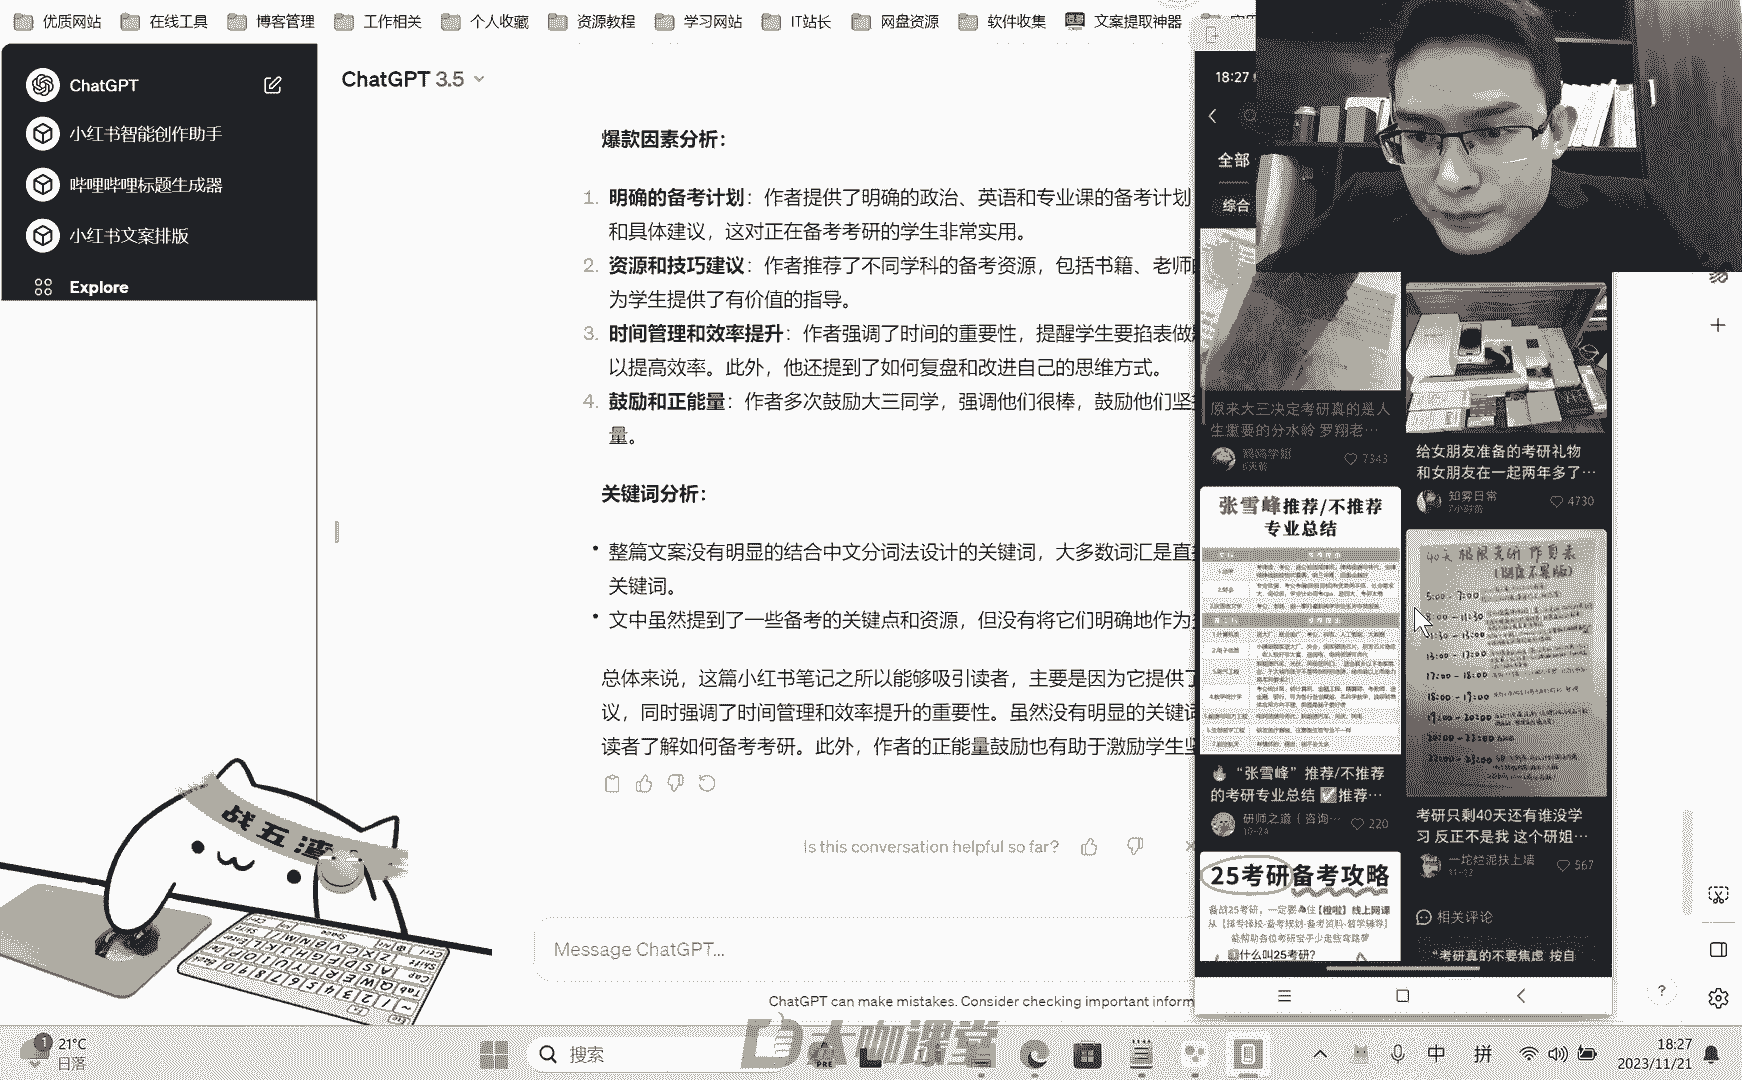 优质网站 在线工具 博客管理 工作相关 个人收藏 资源教程 学习网站 IT站长 网盘资源 软件收集 文案提取神器
ChatGPT
小红书智能创作助手
哔哩哔哩标题生成器
小红书文案排版
Explore
ChatGPT 3.5
爆款因素分析：
1. 明确的备考计划：作者提供了明确的政治、英语和专业课的备考计划
和具体建议，这对正在备考考研的学生非常实用。
2. 资源和技巧建议：作者推荐了不同学科的备考资源，包括书籍、老师
为学生提供了有价值的指导。
3. 时间管理和效率提升：作者强调了时间的重要性，提醒学生要掐表做
以提高效率。此外，他还提到了如何复盘和改进自己的思维方式。
4. 鼓励和正能量：作者多次鼓励大三同学，强调他们很棒，鼓励他们坚
量。
关键词分析：
• 整篇文案没有明显的结合中文分词法设计的关键词，大多数词汇是直
关键词。
• 文中虽然提到了一些备考的关键点和资源，但没有将它们明确地作为
总体来说，这篇小红书笔记之所以能够吸引读者，主要是因为它提供了
议，同时强调了时间管理和效率提升的重要性。虽然没有明显的关键词
读者了解如何备考考研。此外，作者的正能量鼓励也有助于激励学生坚
Is this conversation helpful so far?
Message ChatGPT...
ChatGPT can make mistakes. Consider checking important inform
18:27
全部
综合
原来大三决定考研真的是人
生重要的分水岭 罗翔老…
7343
给女朋友准备的考研礼物
和女朋友在一起两年多了…
知雾日常
4730
张雪峰推荐/不推荐
专业总结
“张雪峰”推荐/不推荐
的考研专业总结 推荐…
研师之道（咨询…
10-24
220
40天 极限考研 作息表
5:00 - 7:00
17:00 - 18:00
考研只剩40天还有谁没学
习 反正不是我 这个研姐…
一坨烂泥扶上墙
567
25考研备考攻略
什么叫25考研？
相关评论
“考研真的不要焦虑 按自
战五渣
大咖课堂
21°C
日落
搜索
中 拼
18:27
2023/11/21